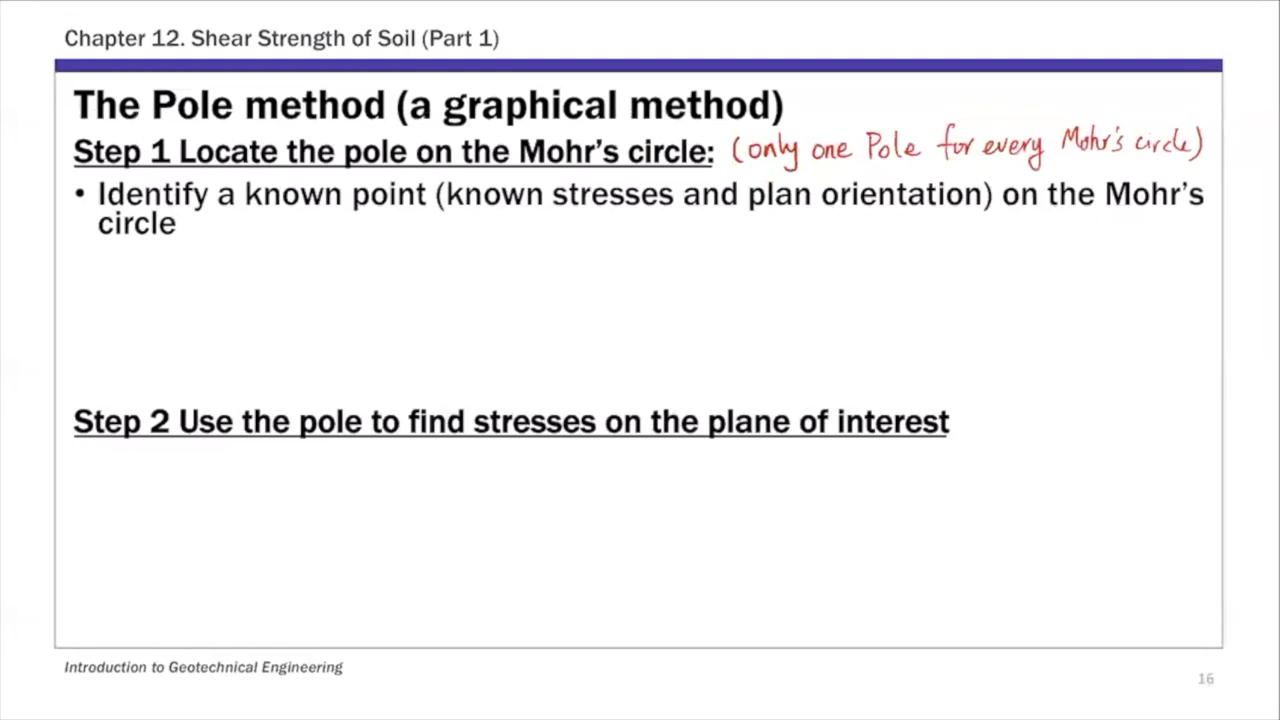 Chapter 12. Shear Strength of Soil (Part 1)
The Pole method (a graphical method)
Step 1 Locate the pole on the Mohr's circle: (only one Pole for every Mohr's circle)
• Identify a known point (known stresses and plan orientation) on the Mohr's
circle
Step 2 Use the pole to find stresses on the plane of interest
Introduction to Geotechnical Engineering
16